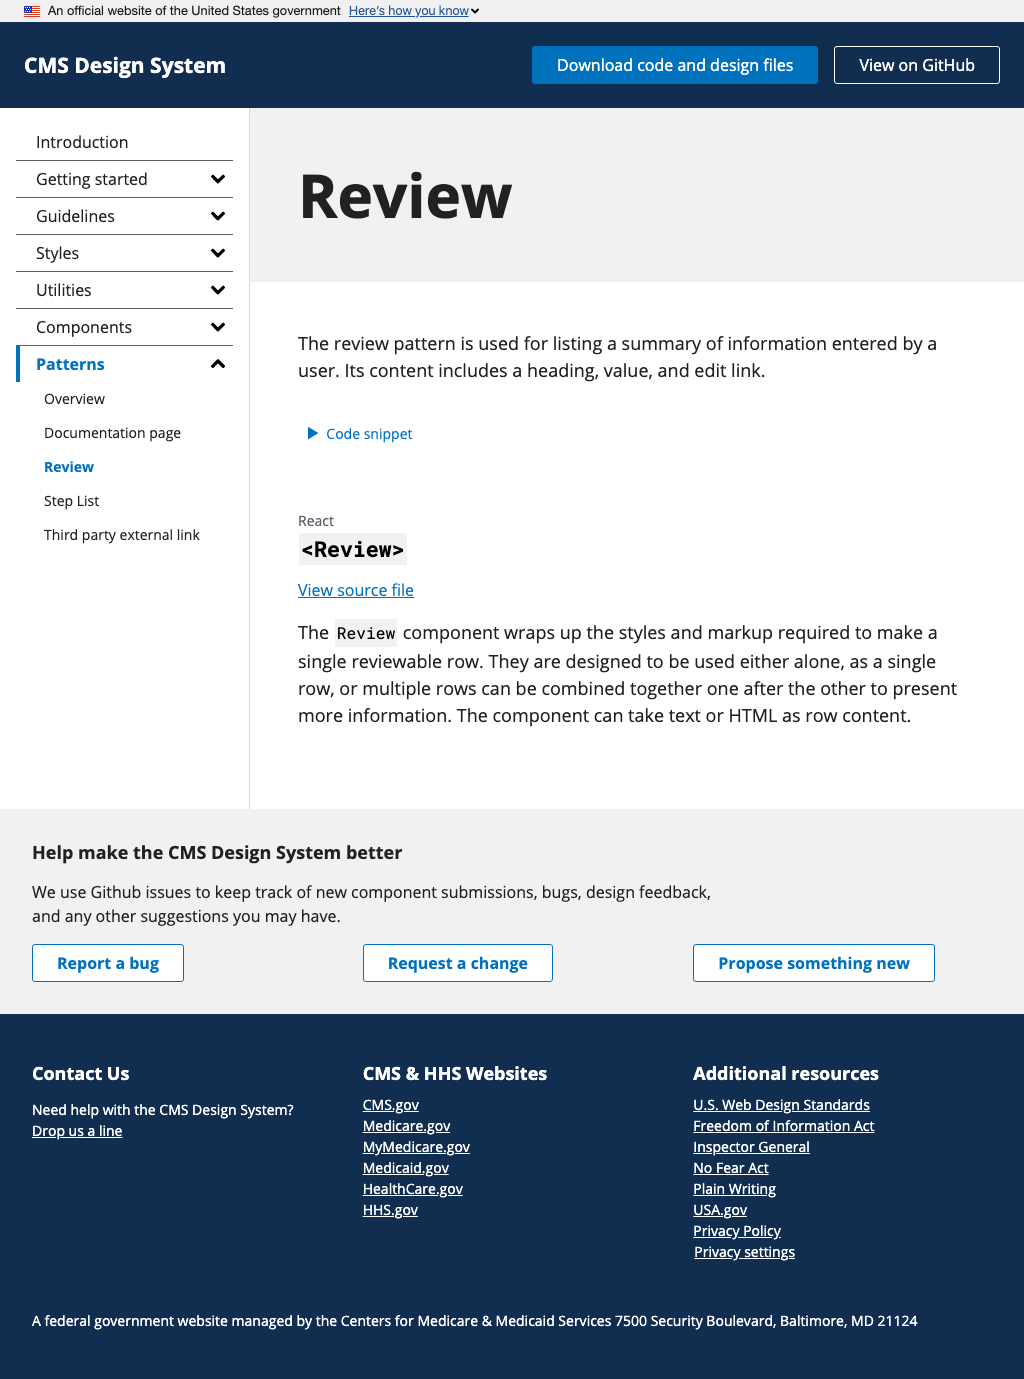 An official website of the United States government Here's how you know
CMS Design System
Download code and design files
View on GitHub
Introduction
Getting started
Guidelines
Styles
Utilities
Components
Patterns
Overview
Documentation page
Review
Step List
Third party external link
Review
The review pattern is used for listing a summary of information entered by a
user. Its content includes a heading, value, and edit link.
Code snippet
React
<Review>
View source file
The Review component wraps up the styles and markup required to make a
single reviewable row. They are designed to be used either alone, as a single
row, or multiple rows can be combined together one after the other to present
more information. The component can take text or HTML as row content.
Help make the CMS Design System better
We use Github issues to keep track of new component submissions, bugs, design feedback,
and any other suggestions you may have.
Report a bug
Request a change
Propose something new
Contact Us
Need help with the CMS Design System?
Drop us a line
CMS & HHS Websites
CMS.gov
Medicare.gov
MyMedicare.gov
Medicaid.gov
HealthCare.gov
HHS.gov
Additional resources
U.S. Web Design Standards
Freedom of Information Act
Inspector General
No Fear Act
Plain Writing
USA.gov
Privacy Policy
Privacy settings
A federal government website managed by the Centers for Medicare & Medicaid Services 7500 Security Boulevard, Baltimore, MD 21124